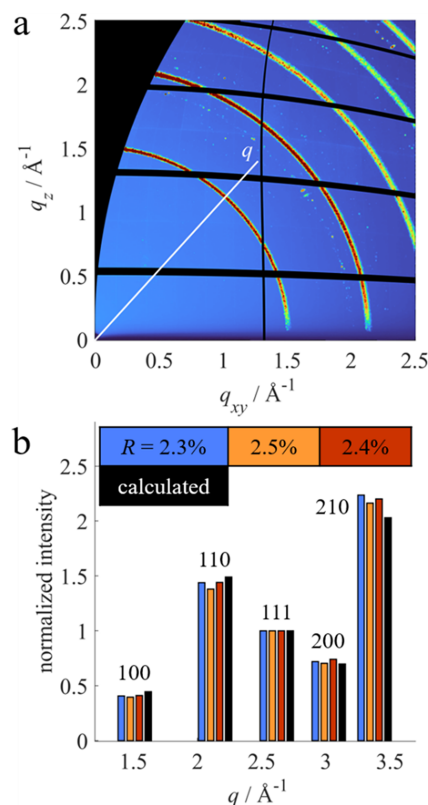 a
2.5
2
1.5
1
0.5
0
q
q_z / Å⁻¹
0 0.5 1 1.5 2 2.5
q_xy / Å⁻¹
b
R = 2.3% 2.5% 2.4%
calculated
2.5
2
1.5
1
0.5
0
normalized intensity
100
110
111
200
210
1.5 2 2.5 3 3.5
q / Å⁻¹